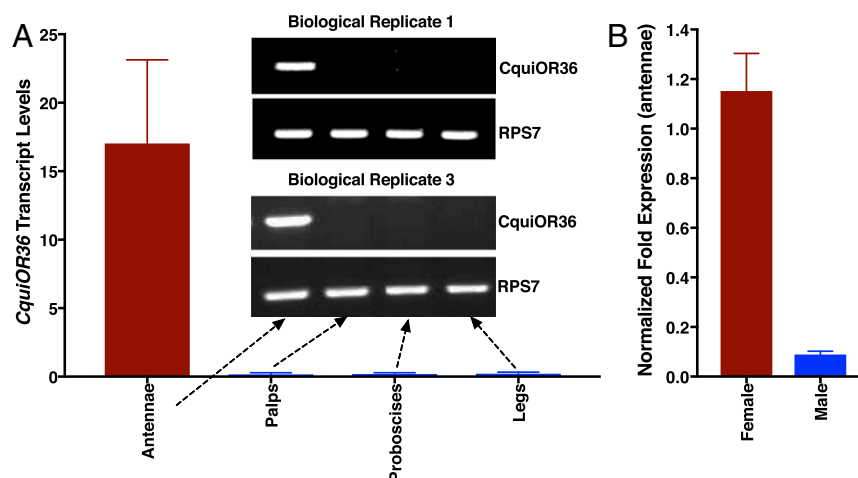 A
CquiOR36 Transcript Levels
25
20
15
10
5
0
Biological Replicate 1
CquiOR36
RPS7
Biological Replicate 3
CquiOR36
RPS7
Antennae
Palps
Proboscises
Legs
B
Normalized Fold Expression (antennae)
1.4
1.2
1.0
0.8
0.6
0.4
0.2
0.0
Female
Male